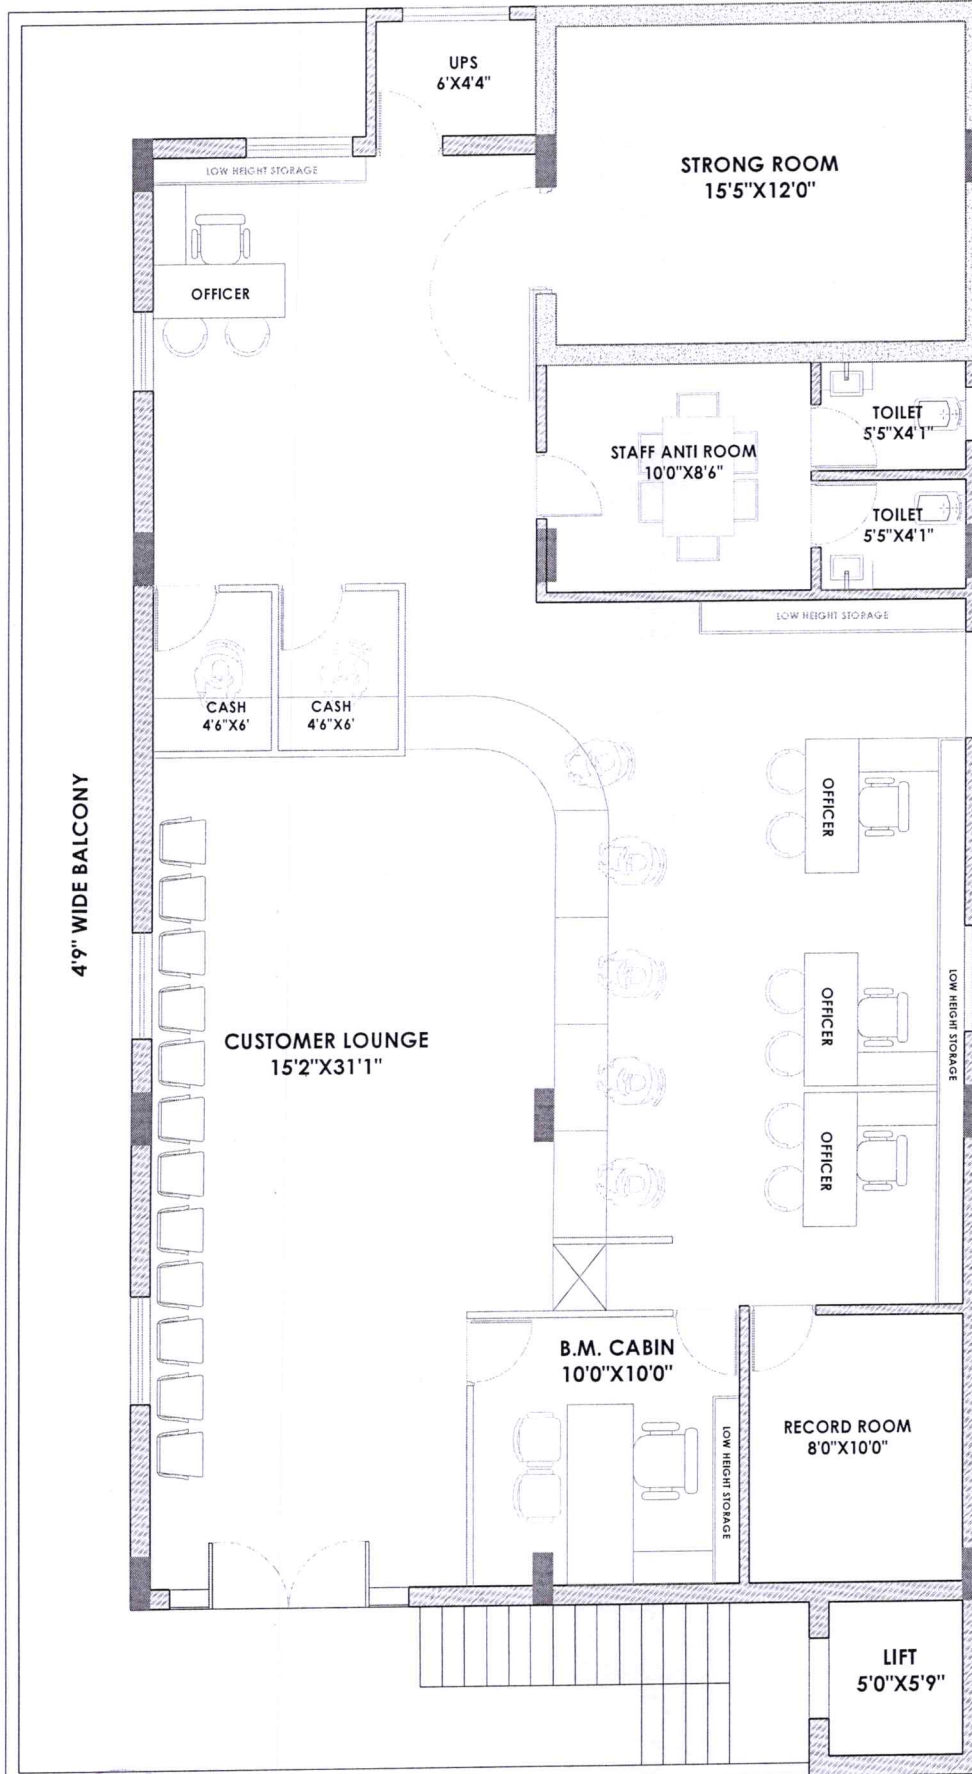 UPS
6'X4'4"
STRONG ROOM
15'5"X12'0"
LOW HEIGHT STORAGE
OFFICER
TOILET
5'5"X4'1"
STAFF ANTI ROOM
10'0"X8'6"
TOILET
5'5"X4'1"
LOW HEIGHT STORAGE
CASH
4'6"X6'
CASH
4'6"X6'
OFFICER
4'9" WIDE BALCONY
OFFICER
LOW HEIGHT STORAGE
CUSTOMER LOUNGE
15'2"X31'1"
OFFICER
B.M. CABIN
10'0"X10'0"
LOW HEIGHT STORAGE
RECORD ROOM
8'0"X10'0"
LIFT
5'0"X5'9"